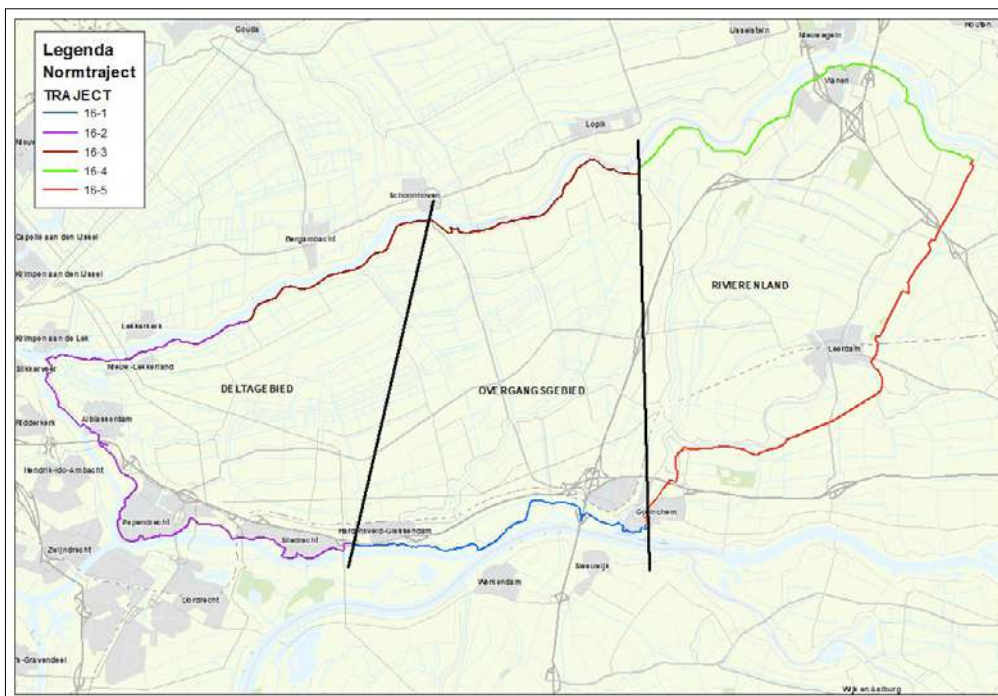 Legenda
Normtraject
TRAJECT
16-1
16-2
16-3
16-4
16-5
Gouda
IJsselstein
Nieuwegein
Houten
Vianen
Lopik
Schoonhoven
Bergambacht
Capelle aan den IJssel
Krimpen aan den IJssel
RIVIERENLAND
Lekkerkerk
Krimpen aan de Lek
Leerdam
Slikkerveer
Nieuw-Lekkerland
DELTAGEBIED
OVERGANGSGEBIED
Ridderkerk
Alblasserdam
Hendrik-Ido-Ambacht
Papendrecht
Gorinchem
Sliedrecht
Hardinxveld-Giessendam
Zwijndrecht
Sleeuwijk
Werkendam
Dordrecht
's-Gravendeel
Wijk en Aalburg